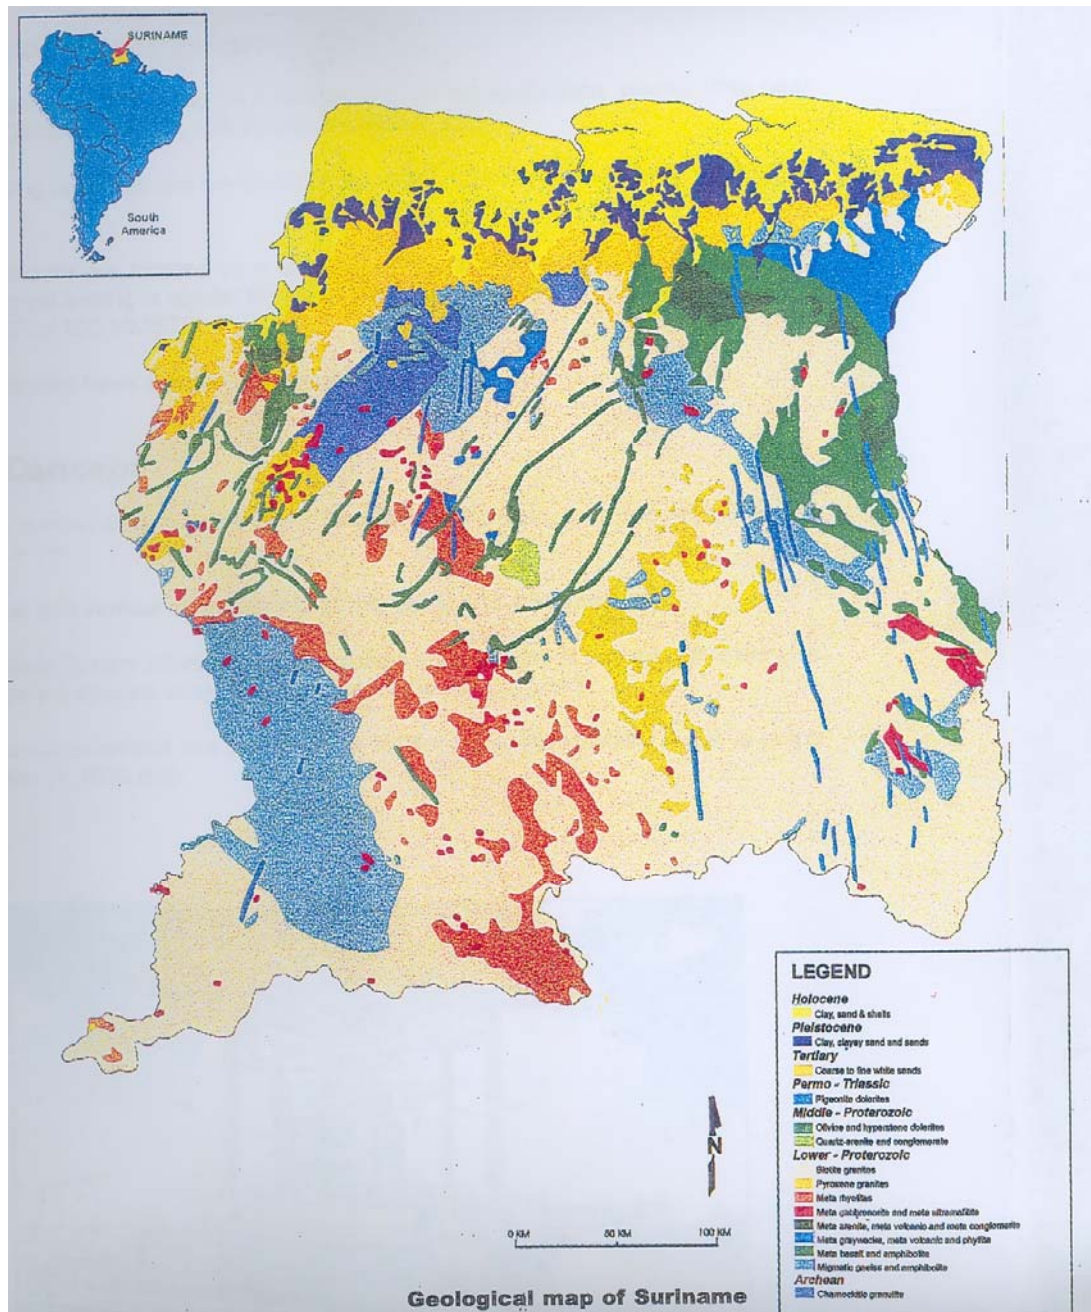 SURINAME
South
America
LEGEND
Holocene
Clay, sand & shells
Pleistocene
Clay, clayey sand and sands
Tertiary
Coarse to fine white sands
Permo - Triassic
Pigeonite dolerites
Middle - Proterozoic
Olivine and hyperstene dolerites
Quartz-arenite and conglomerate
Lower - Proterozoic
Biotite granites
Pyroxene granites
Meta rhyolites
Meta gabbronorite and meta ultramafitite
Meta arenite, meta volcanic and meta conglomerate
Meta graywacke, meta volcanic and phyllite
Meta basalt and amphibolite
Migmatic gneiss and amphibolite
Archean
Charnockitic granulite
N
0 KM 50 KM 100 KM
Geological map of Suriname